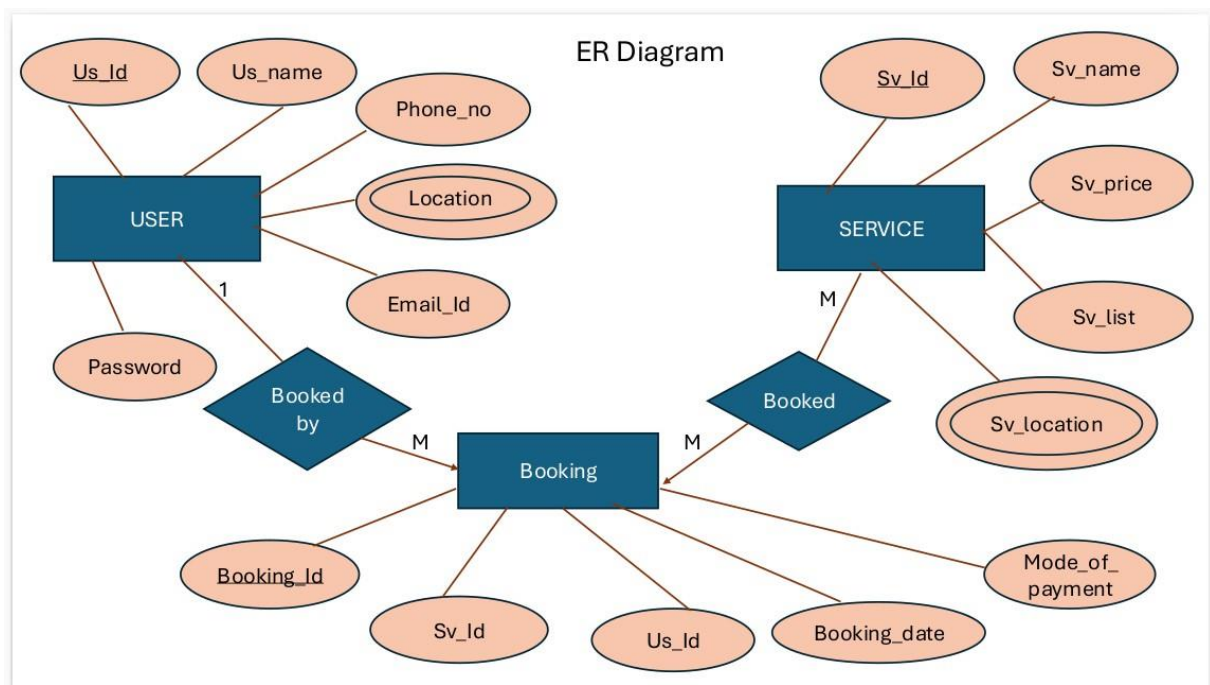 ER Diagram
Us_Id
Us_name
Phone_no
Location
Email_Id
Password
USER
Sv_Id
Sv_name
Sv_price
Sv_list
Sv_location
SERVICE
1
Booked
by
M
M
Booked
M
Booking
Booking_Id
Sv_Id
Us_Id
Booking_date
Mode_of_
payment